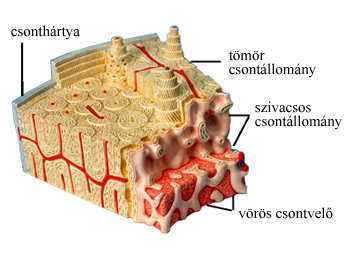 csonthártya
tömör
csontállomány
szivacsos
csontállomány
vörös csontvelő